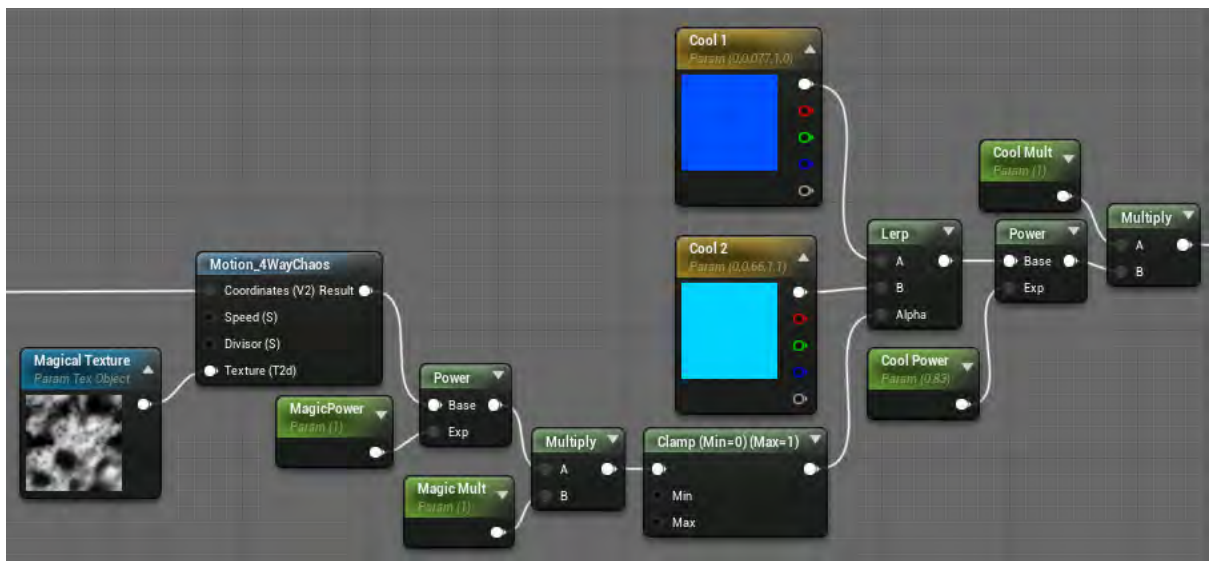 Cool 1
Param (0,0.077,1,0)
Cool Mult
Param (1)
Multiply
A
B
Cool 2
Param (0,0.66,1,1)
Lerp
A
B
Alpha
Power
Base
Exp
Motion_4WayChaos
Coordinates (V2) Result
Speed (S)
Divisor (S)
Texture (T2d)
Magical Texture
Param Tex Object
Cool Power
Param (0.83)
MagicPower
Param (1)
Power
Base
Exp
Multiply
A
B
Clamp (Min=0) (Max=1)
Min
Max
Magic Mult
Param (1)